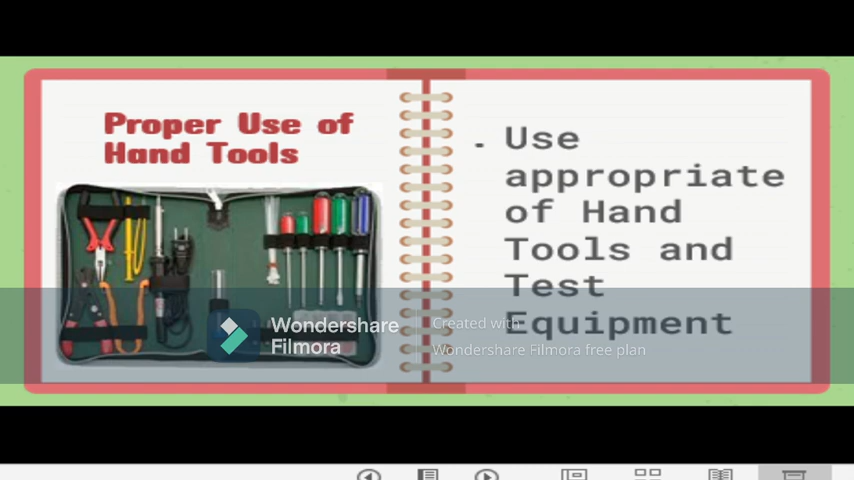 Proper Use of
Hand Tools
- Use
appropriate
of Hand
Tools and
Test
Equipment
Wondershare
Filmora
Created with
Wondershare Filmora free plan